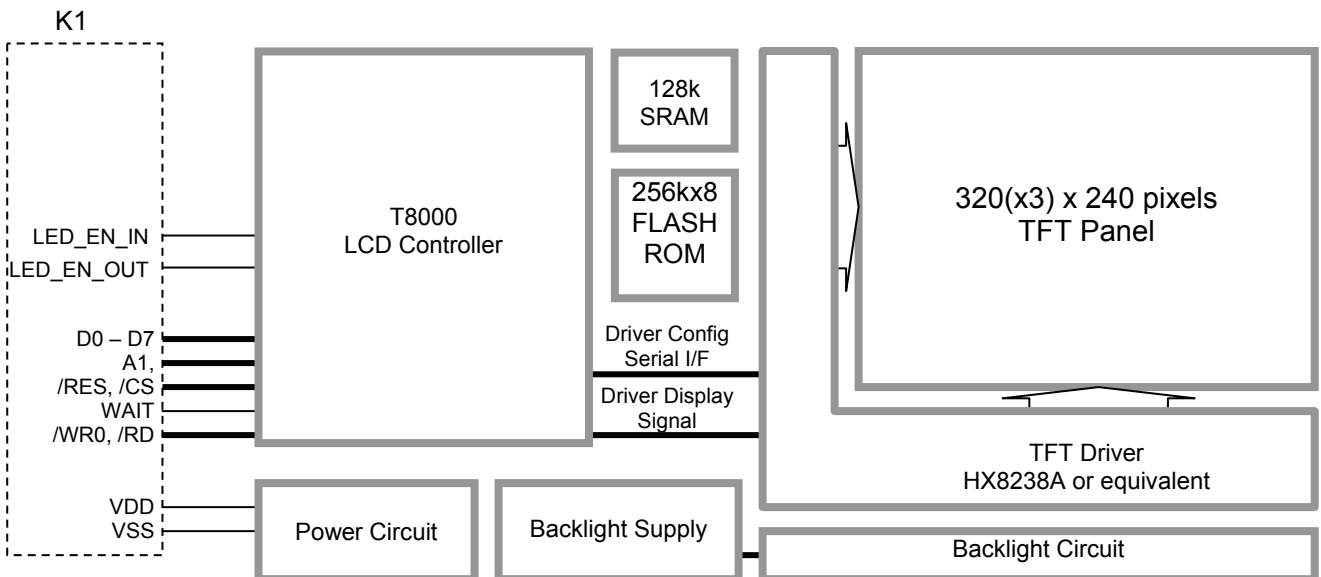 K1
LED_EN_IN
LED_EN_OUT
D0 – D7
A1,
/RES, /CS
WAIT
/WR0, /RD
VDD
VSS
T8000
LCD Controller
128k
SRAM
256kx8
FLASH
ROM
Driver Config
Serial I/F
Driver Display
Signal
320(x3) x 240 pixels
TFT Panel
TFT Driver
HX8238A or equivalent
Power Circuit
Backlight Supply
Backlight Circuit